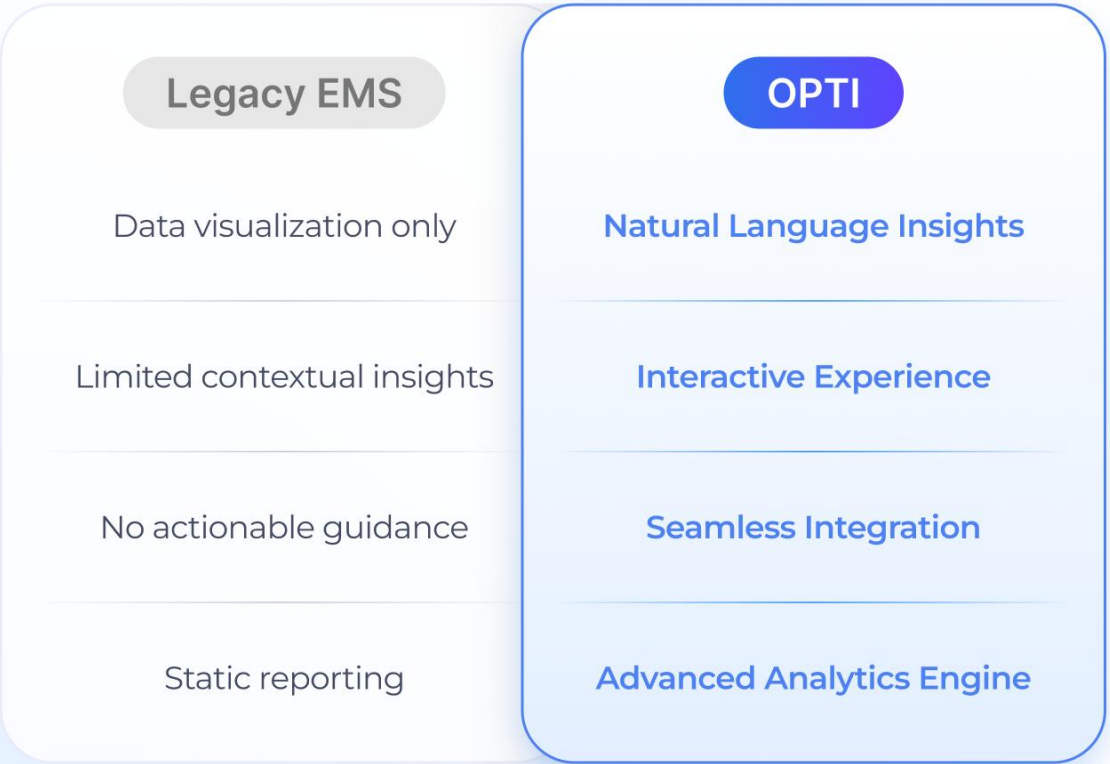 Legacy EMS
OPTI
Data visualization only
Natural Language Insights
Limited contextual insights
Interactive Experience
No actionable guidance
Seamless Integration
Static reporting
Advanced Analytics Engine